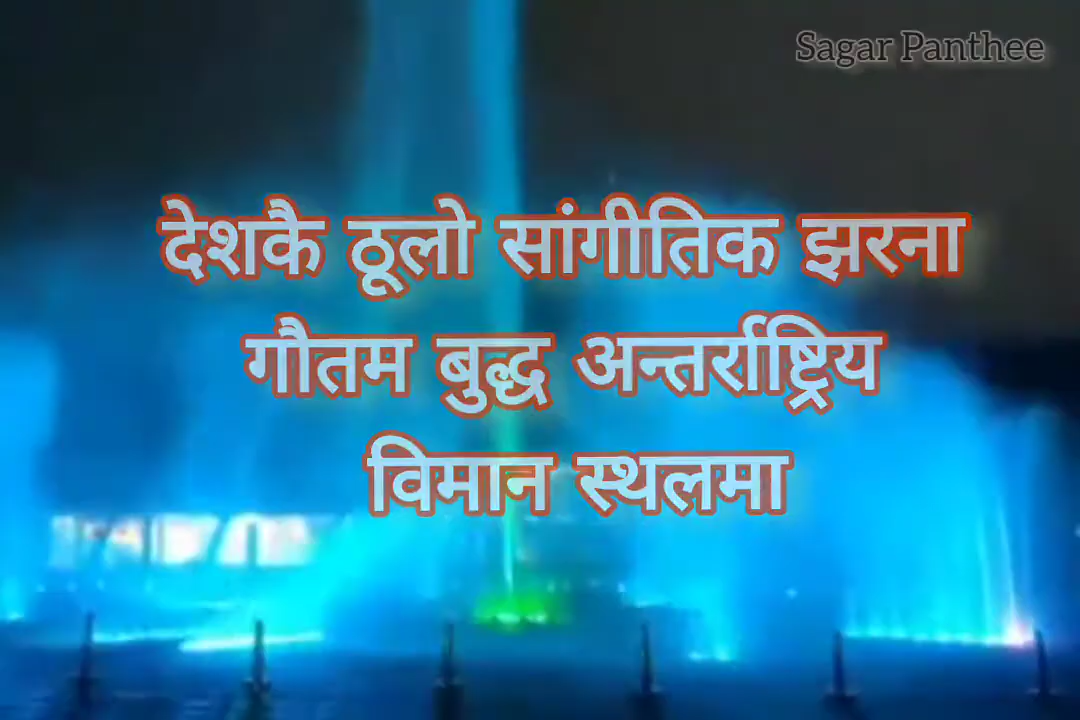 Sagar Panthee
देशकै ठूलो सांगीतिक झरना
गौतम बुद्ध अन्तर्राष्ट्रिय
विमान स्थलमा